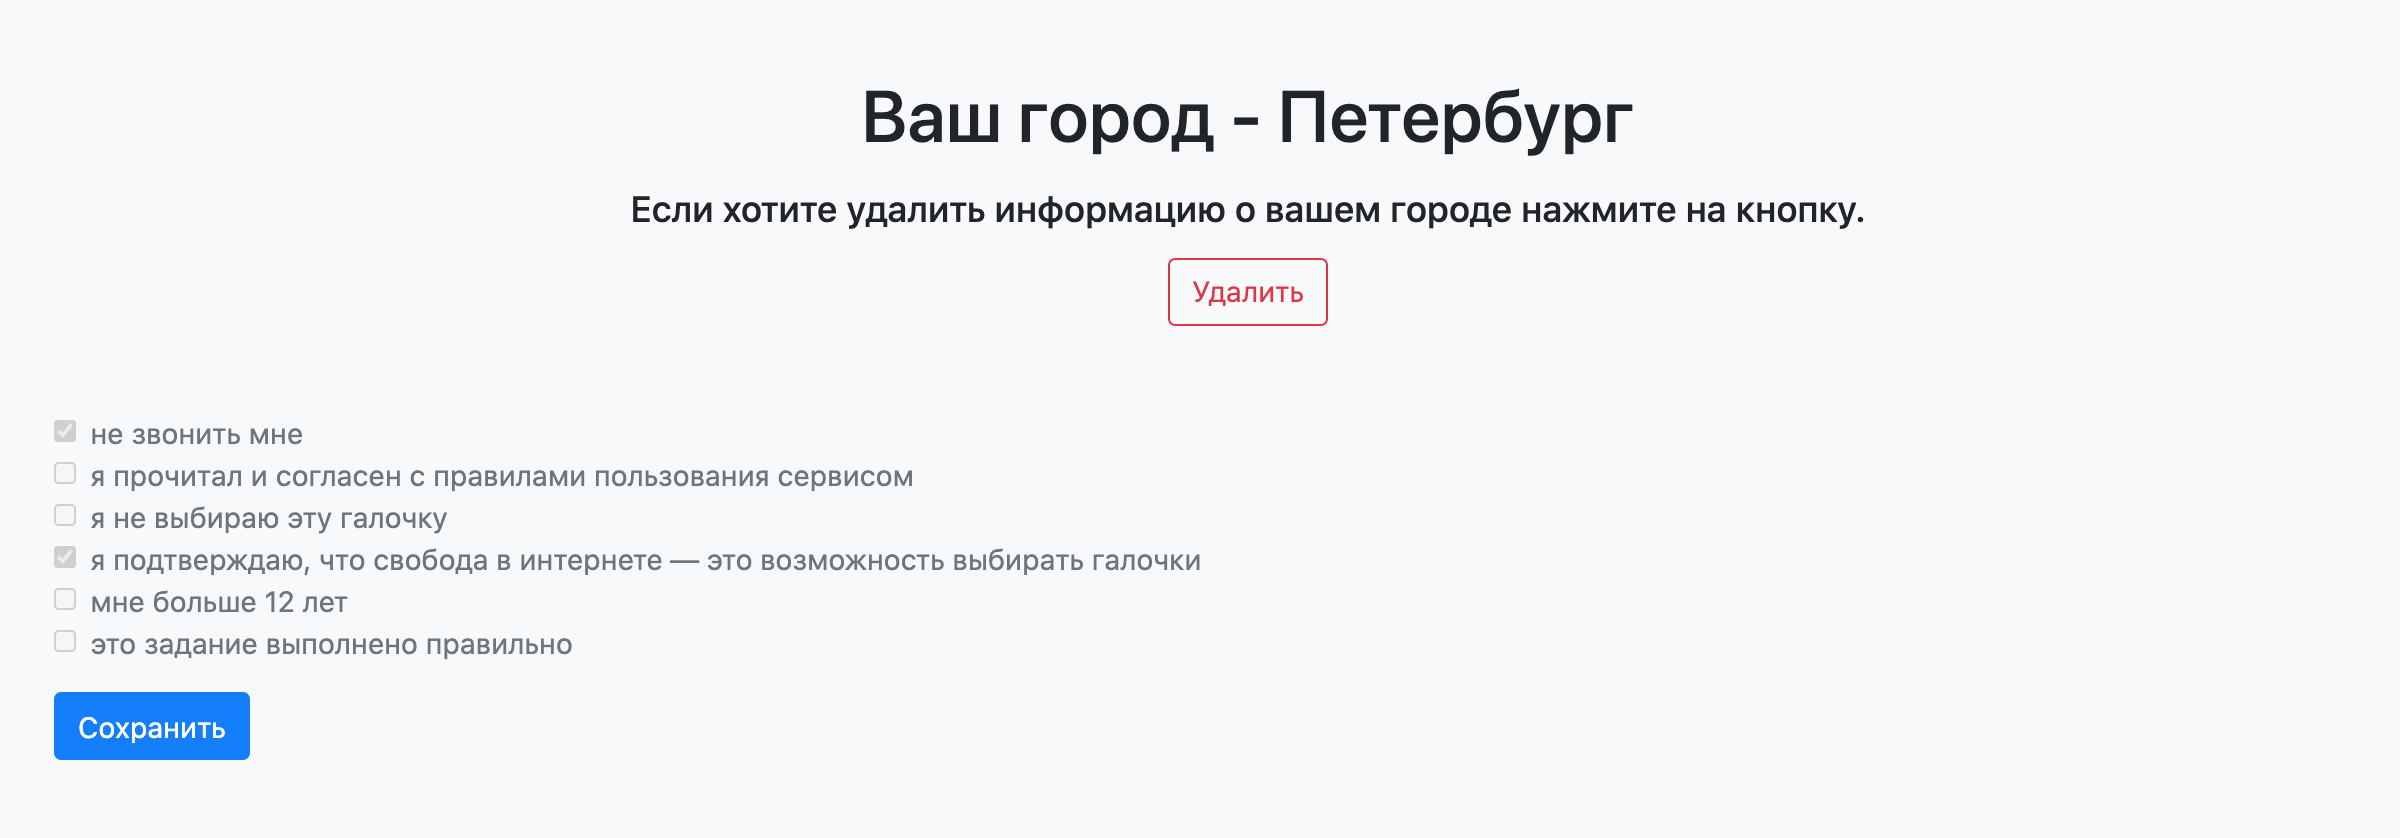 Ваш город - Петербург
Если хотите удалить информацию о вашем городе нажмите на кнопку.
Удалить
не звонить мне
я прочитал и согласен с правилами пользования сервисом
я не выбираю эту галочку
я подтверждаю, что свобода в интернете — это возможность выбирать галочки
мне больше 12 лет
это задание выполнено правильно
Сохранить